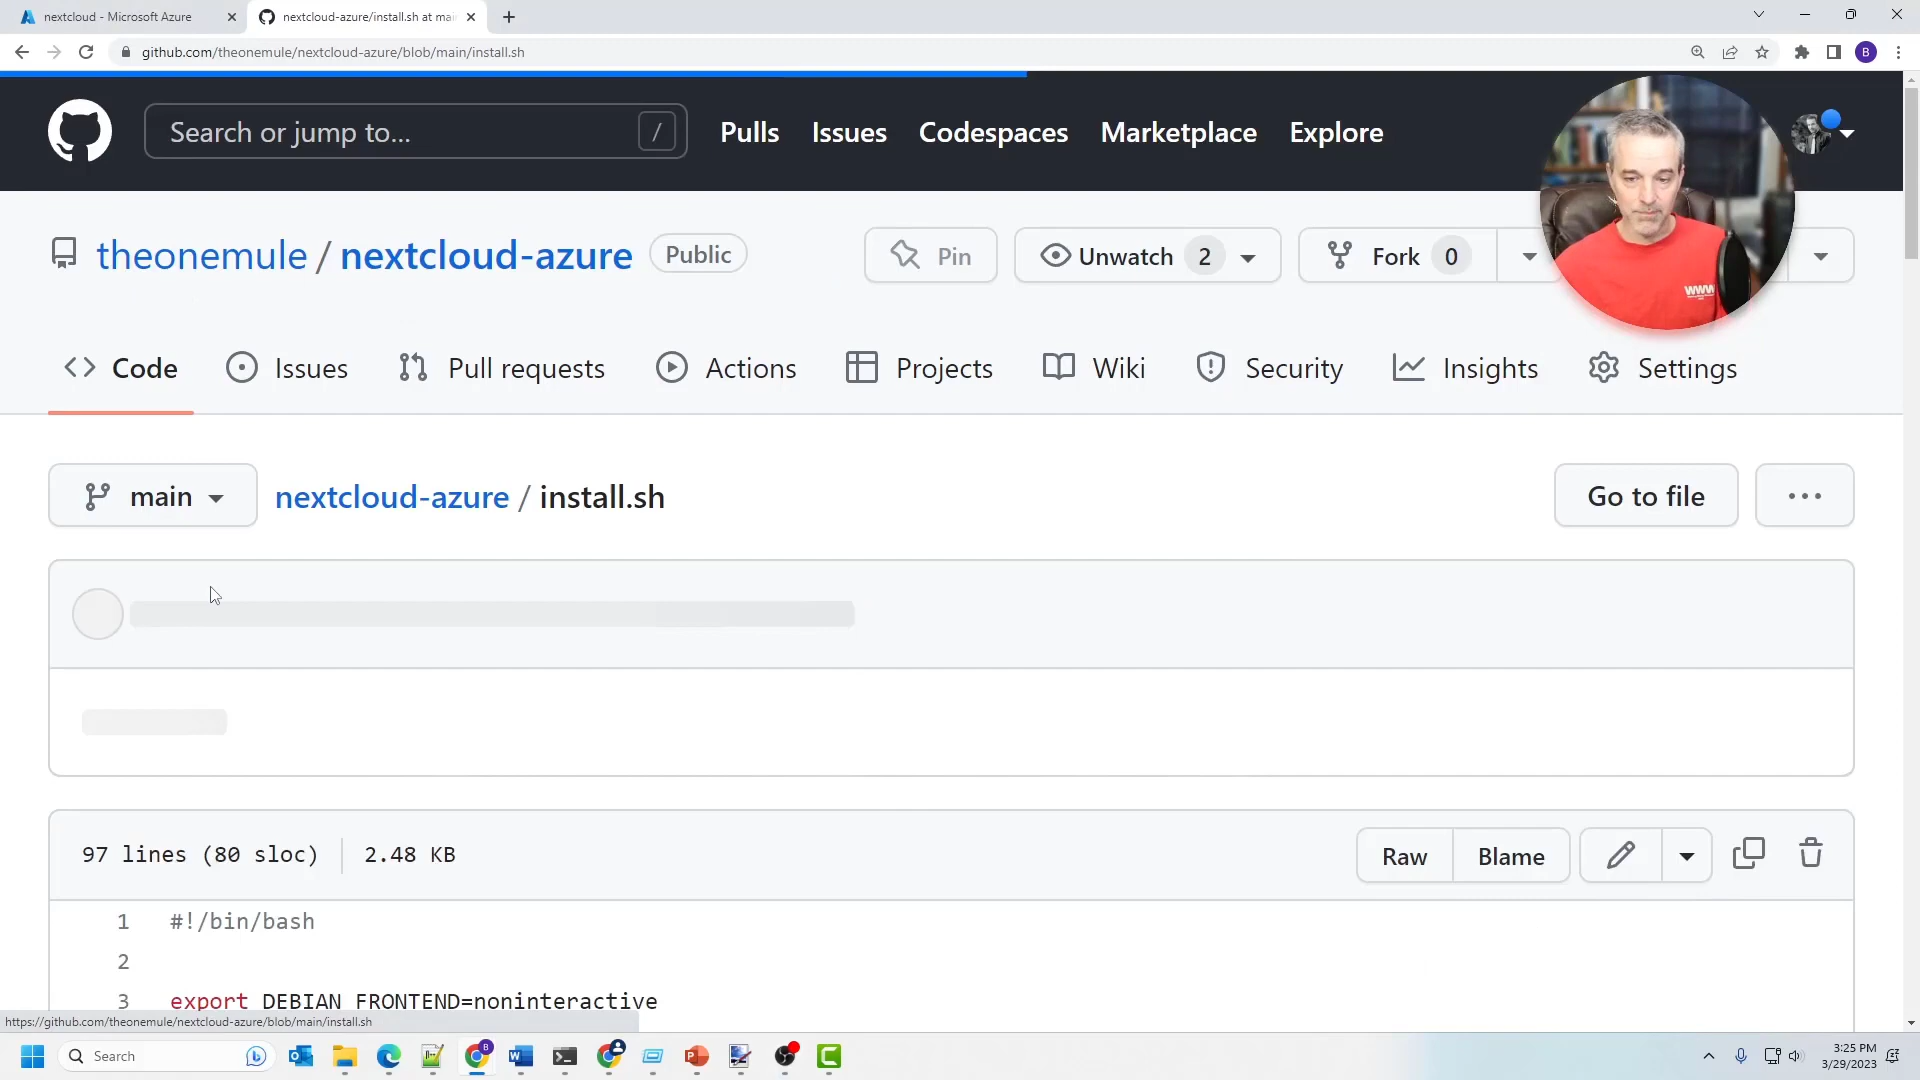 nextcloud - Microsoft Azure
nextcloud-azure/install.sh at mai
github.com/theonemule/nextcloud-azure/blob/main/install.sh
B
Search or jump to...
/
Pulls
Issues
Codespaces
Marketplace
Explore
theonemule / nextcloud-azure
Public
Pin
Unwatch 2
Fork 0
WWW
Code
Issues
Pull requests
Actions
Projects
Wiki
Security
Insights
Settings
main
nextcloud-azure / install.sh
Go to file
97 lines (80 sloc)
2.48 KB
Raw
Blame
1 #!/bin/bash
2
3 export DEBIAN_FRONTEND=noninteractive
https://github.com/theonemule/nextcloud-azure/blob/main/install.sh
Search
3:25 PM
3/29/2023